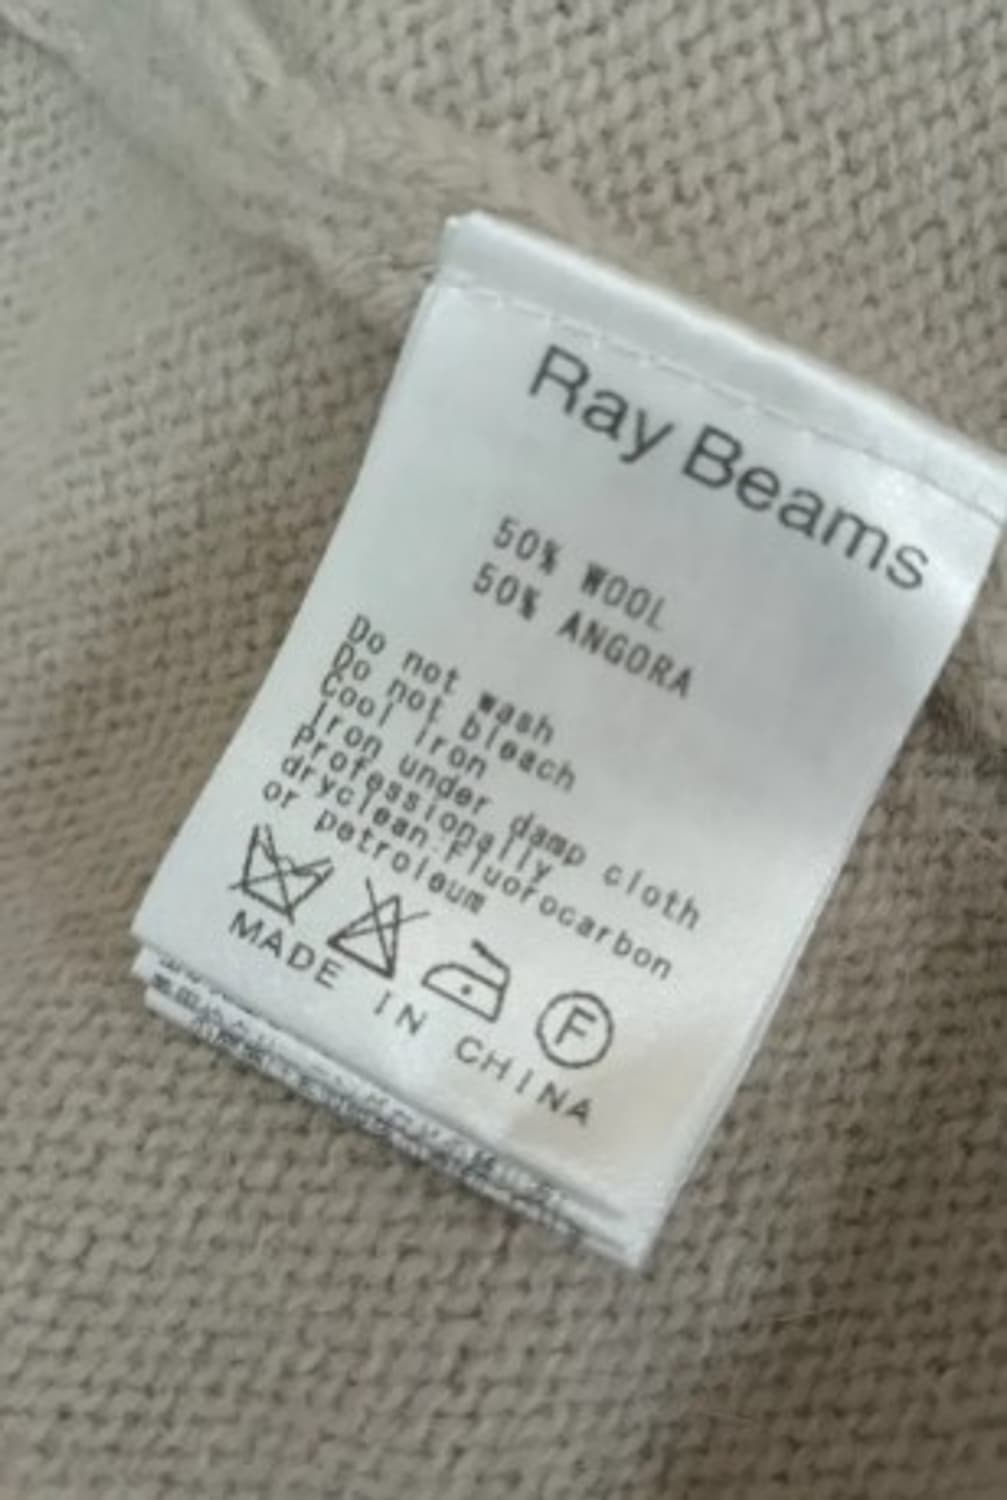 Ray Beams
50% WOOL
50% ANGORA
Do not wash
Do not bleach
Cool Iron
Iron under damp cloth
Professionally
dryclean:Fluorocarbon
or petroleum
F
MADE IN CHINA